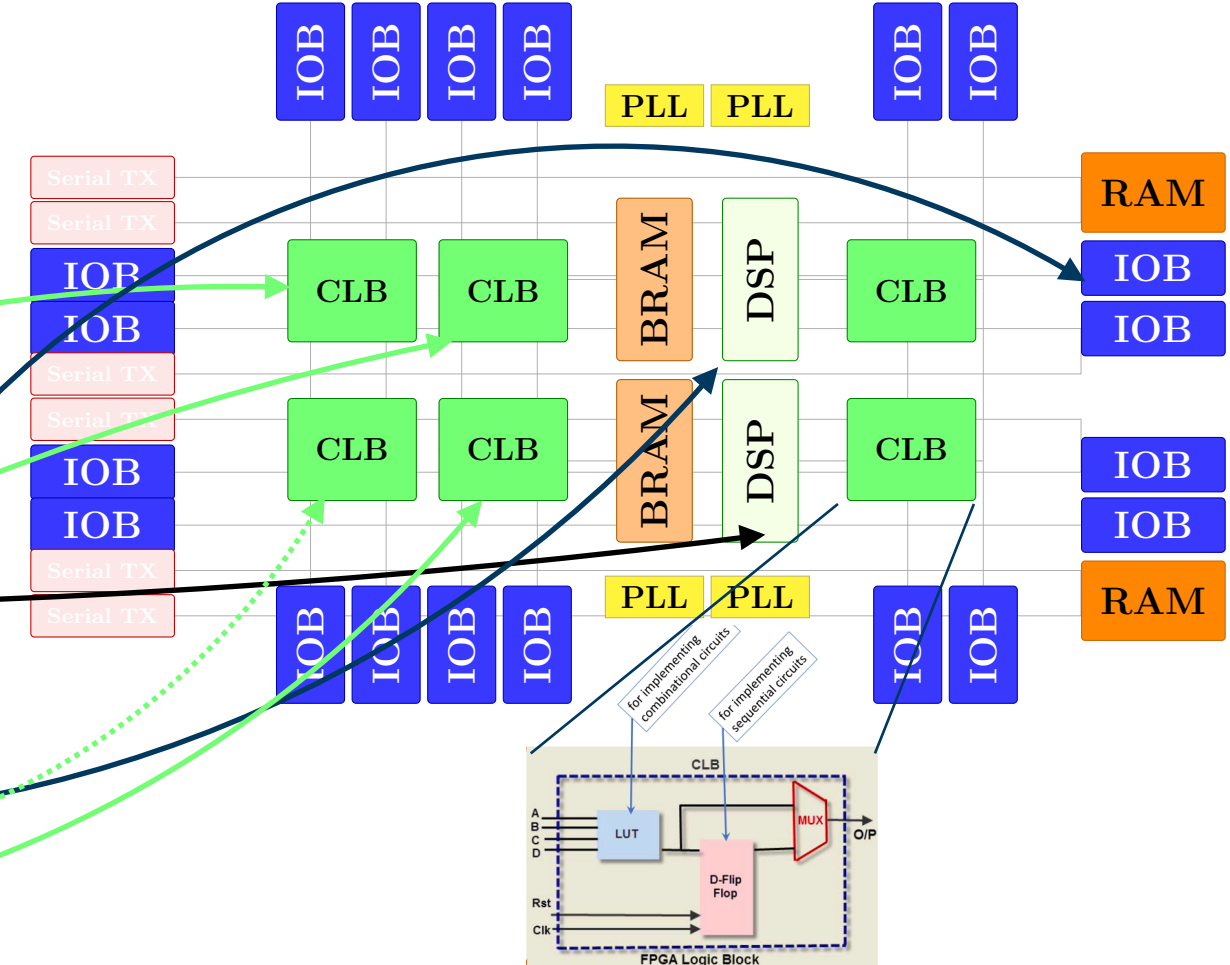 IOB
IOB
IOB
IOB
IOB
IOB
PLL
PLL
Serial TX
RAM
Serial TX
BRAM
DSP
IOB
CLB
CLB
CLB
IOB
IOB
IOB
Serial TX
Serial TX
BRAM
DSP
CLB
CLB
CLB
IOB
IOB
IOB
IOB
Serial TX
PLL
PLL
RAM
Serial TX
IOB
IOB
IOB
IOB
IOB
IOB
for implementing
combinational circuits
for implementing
sequential circuits
CLB
A
B
C
D
LUT
MUX
O/P
D-Flip
Flop
Rst
Clk
FPGA Logic Block